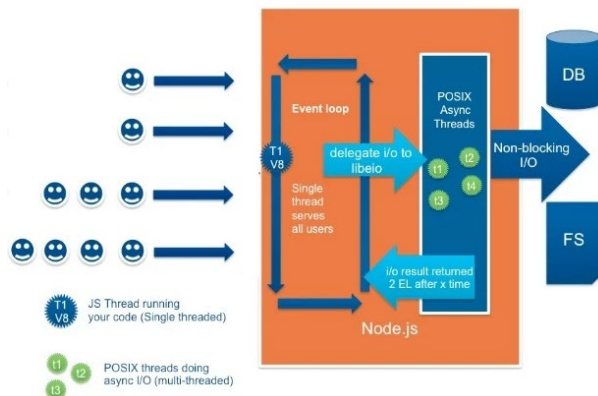 Event loop
T1
V8
Single
thread
serves
all users
delegate i/o to
libeio
POSIX
Async
Threads
t1
t2
t3
t4
Non-blocking
I/O
DB
FS
i/o result returned
2 EL after x time
Node.js
T1
V8
JS Thread running
your code (Single threaded)
t1
t2
t3
POSIX threads doing
async I/O (multi-threaded)